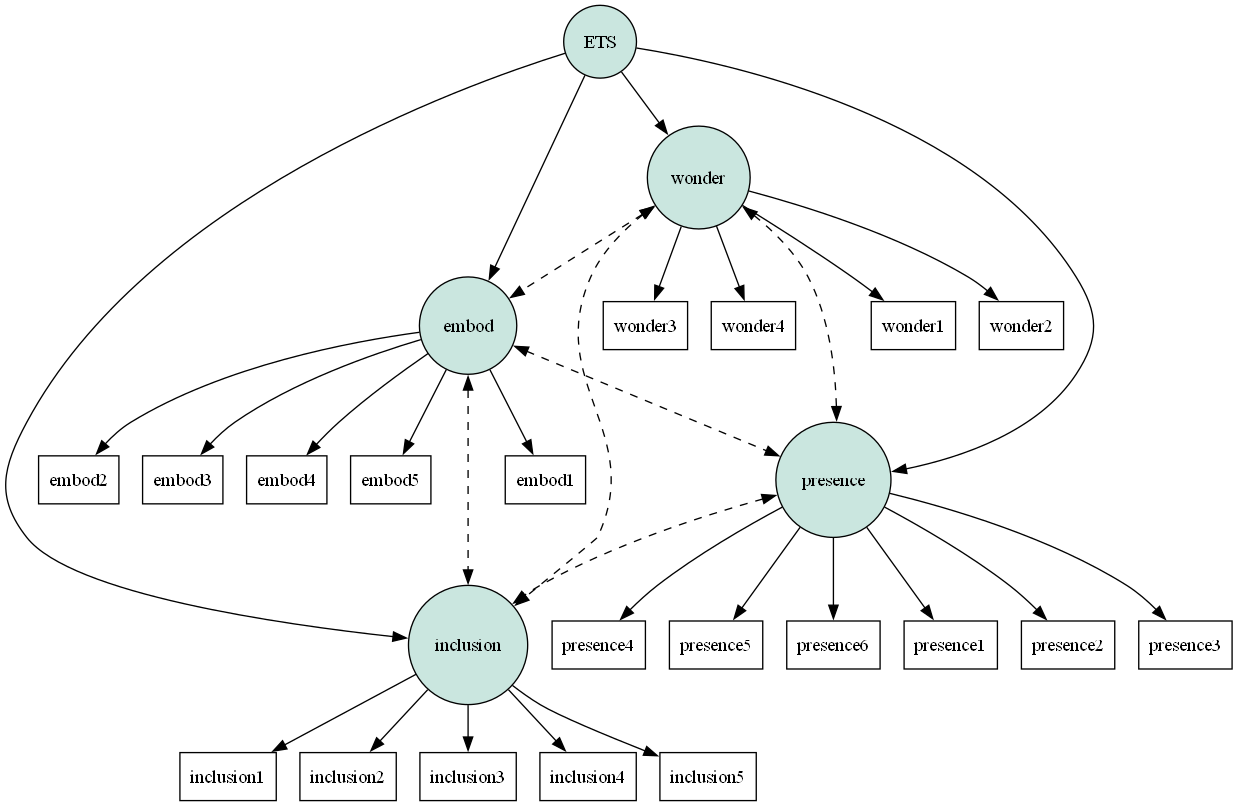 ETS
wonder
embod
wonder3 wonder4 wonder1 wonder2
embod2 embod3 embod4 embod5 embod1
presence
inclusion
presence4 presence5 presence6 presence1 presence2 presence3
inclusion1 inclusion2 inclusion3 inclusion4 inclusion5